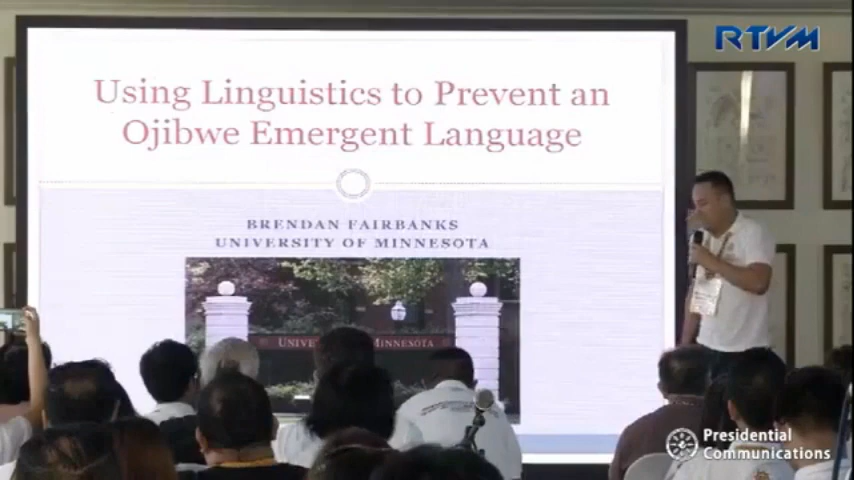 RTVM
Using Linguistics to Prevent an
Ojibwe Emergent Language
BRENDAN FAIRBANKS
UNIVERSITY OF MINNESOTA
Presidential
Communications